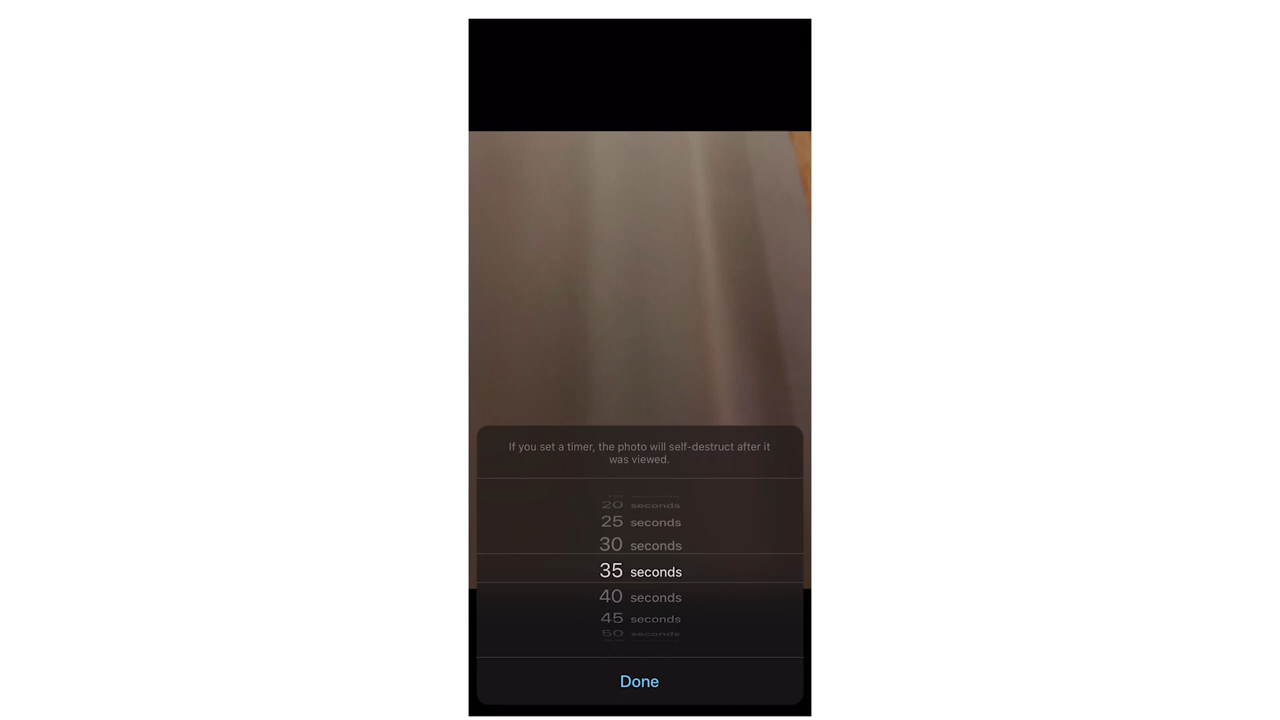 If you set a timer, the photo will self-destruct after it
was viewed.
20 seconds
25 seconds
30 seconds
35 seconds
40 seconds
45 seconds
50 seconds
Done